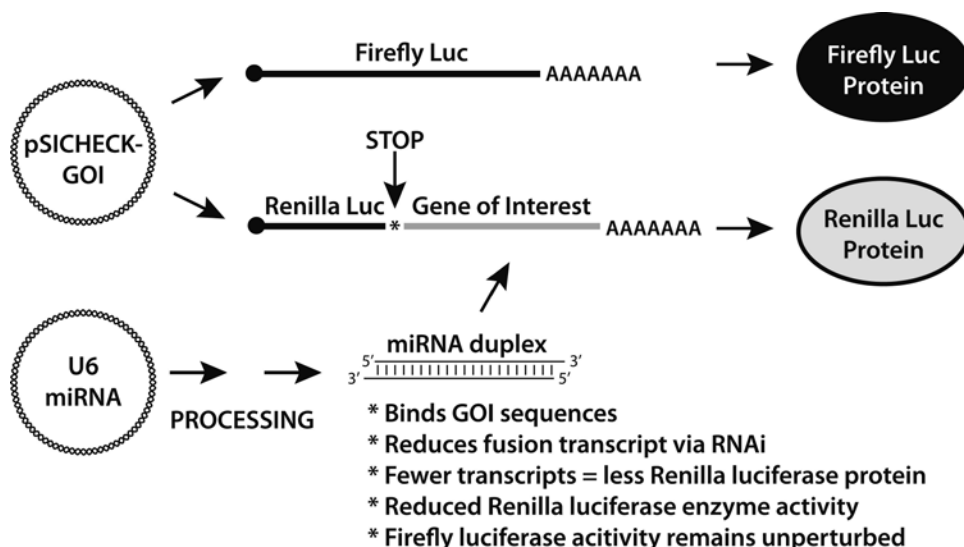 Firefly Luc
AAAAAAA
Firefly Luc
Protein
pSICHECK-
GOI
STOP
Renilla Luc * Gene of Interest
AAAAAAA
Renilla Luc
Protein
U6
miRNA
PROCESSING
miRNA duplex
5′ 3′
3′ 5′
* Binds GOI sequences
* Reduces fusion transcript via RNAi
* Fewer transcripts = less Renilla luciferase protein
* Reduced Renilla luciferase enzyme activity
* Firefly luciferase acitivity remains unperturbed